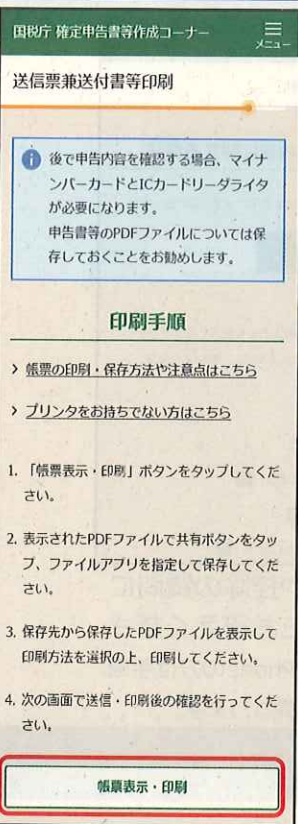 国税庁 確定申告書等作成コーナー
メニュー
送信票兼送付書等印刷
後で申告内容を確認する場合、マイナ
ンバーカードとICカードリーダライタ
が必要になります。
申告書等のPDFファイルについては保
存しておくことをお勧めします。
印刷手順
> 帳票の印刷・保存方法や注意点はこちら
> プリンタをお持ちでない方はこちら
1. 「帳票表示・印刷」ボタンをタップしてくだ
さい。
2. 表示されたPDFファイルで共有ボタンをタッ
プ、ファイルアプリを指定して保存してくだ
さい。
3. 保存先から保存したPDFファイルを表示して
印刷方法を選択の上、印刷してください。
4. 次の画面で送信・印刷後の確認を行ってくだ
さい。
帳票表示・印刷